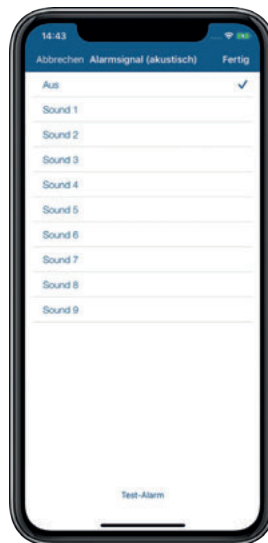 14:43
Abbrechen Alarmsignal (akustisch) Fertig
Aus
Sound 1
Sound 2
Sound 3
Sound 4
Sound 5
Sound 6
Sound 7
Sound 8
Sound 9
Test-Alarm